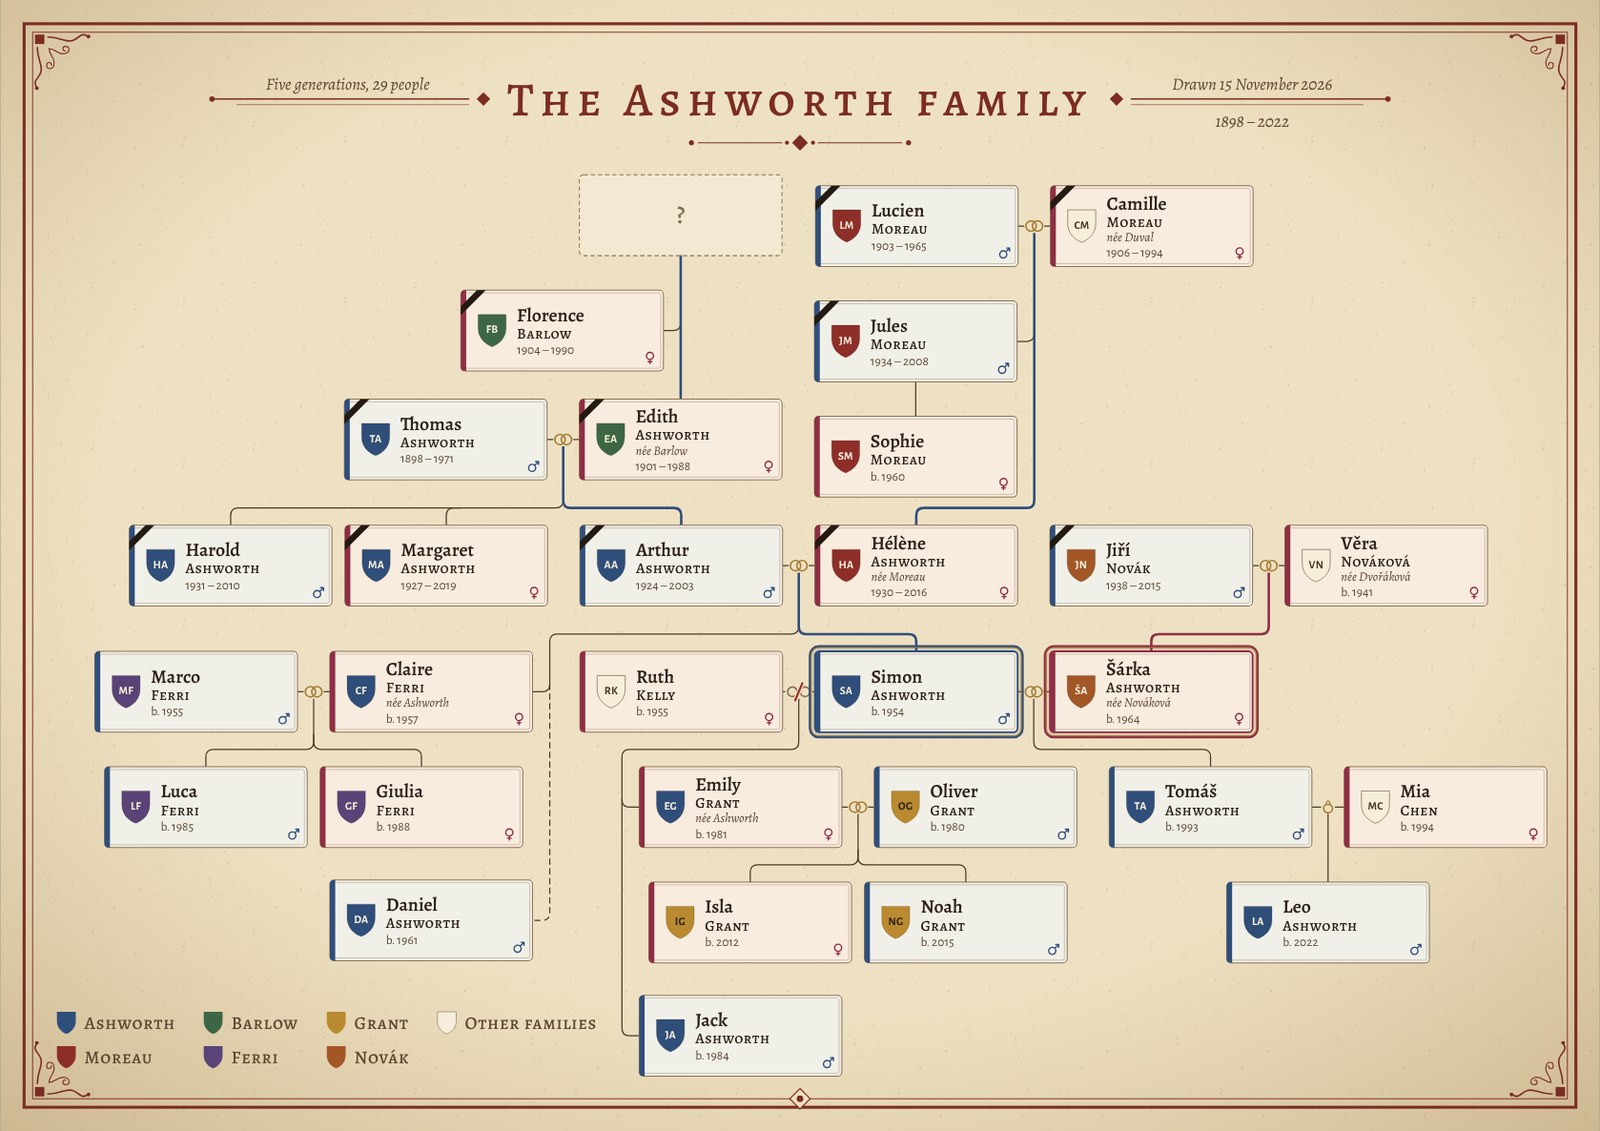 Five generations, 29 people
THE ASHWORTH FAMILY
Drawn 15 November 2026
1898 – 2022
?
LM
Lucien
MOREAU
1903 – 1965
♂
CM
Camille
MOREAU
née Duval
1906 – 1994
♀
FB
Florence
BARLOW
1904 – 1990
♀
JM
Jules
MOREAU
1934 – 2008
♂
TA
Thomas
ASHWORTH
1898 – 1971
♂
EA
Edith
ASHWORTH
née Barlow
1901 – 1988
♀
SM
Sophie
MOREAU
b. 1960
♀
HA
Harold
ASHWORTH
1931 – 2010
♂
MA
Margaret
ASHWORTH
1927 – 2019
♀
AA
Arthur
ASHWORTH
1924 – 2003
♂
HA
Hélène
ASHWORTH
née Moreau
1930 – 2016
♀
JN
Jiří
NOVÁK
1938 – 2015
♂
VN
Věra
NOVÁKOVÁ
née Dvořáková
b. 1941
♀
MF
Marco
FERRI
b. 1955
♂
CF
Claire
FERRI
née Ashworth
b. 1957
♀
RK
Ruth
KELLY
b. 1955
♀
SA
Simon
ASHWORTH
b. 1954
♂
ŠA
Šárka
ASHWORTH
née Nováková
b. 1964
♀
LF
Luca
FERRI
b. 1985
♂
GF
Giulia
FERRI
b. 1988
♀
EG
Emily
GRANT
née Ashworth
b. 1981
♀
OG
Oliver
GRANT
b. 1980
♂
TA
Tomáš
ASHWORTH
b. 1993
♂
MC
Mia
CHEN
b. 1994
♀
DA
Daniel
ASHWORTH
b. 1961
♂
IG
Isla
GRANT
b. 2012
♀
NG
Noah
GRANT
b. 2015
♂
LA
Leo
ASHWORTH
b. 2022
♂
JA
Jack
ASHWORTH
b. 1984
♂
ASHWORTH
BARLOW
GRANT
OTHER FAMILIES
MOREAU
FERRI
NOVÁK